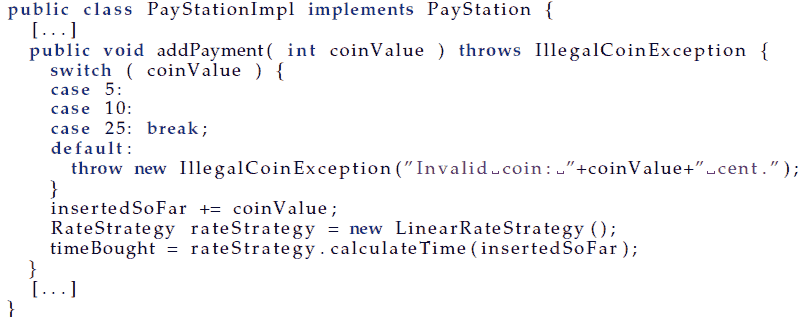 public class PayStationImpl implements PayStation {
  [...]
  public void addPayment( int coinValue ) throws IllegalCoinException {
    switch ( coinValue ) {
    case 5:
    case 10:
    case 25: break;
    default:
      throw new IllegalCoinException("Invalid␣coin:␣"+coinValue+"␣cent.");
    }
    insertedSoFar += coinValue;
    RateStrategy rateStrategy = new LinearRateStrategy();
    timeBought = rateStrategy.calculateTime(insertedSoFar);
  }
  [...]
}